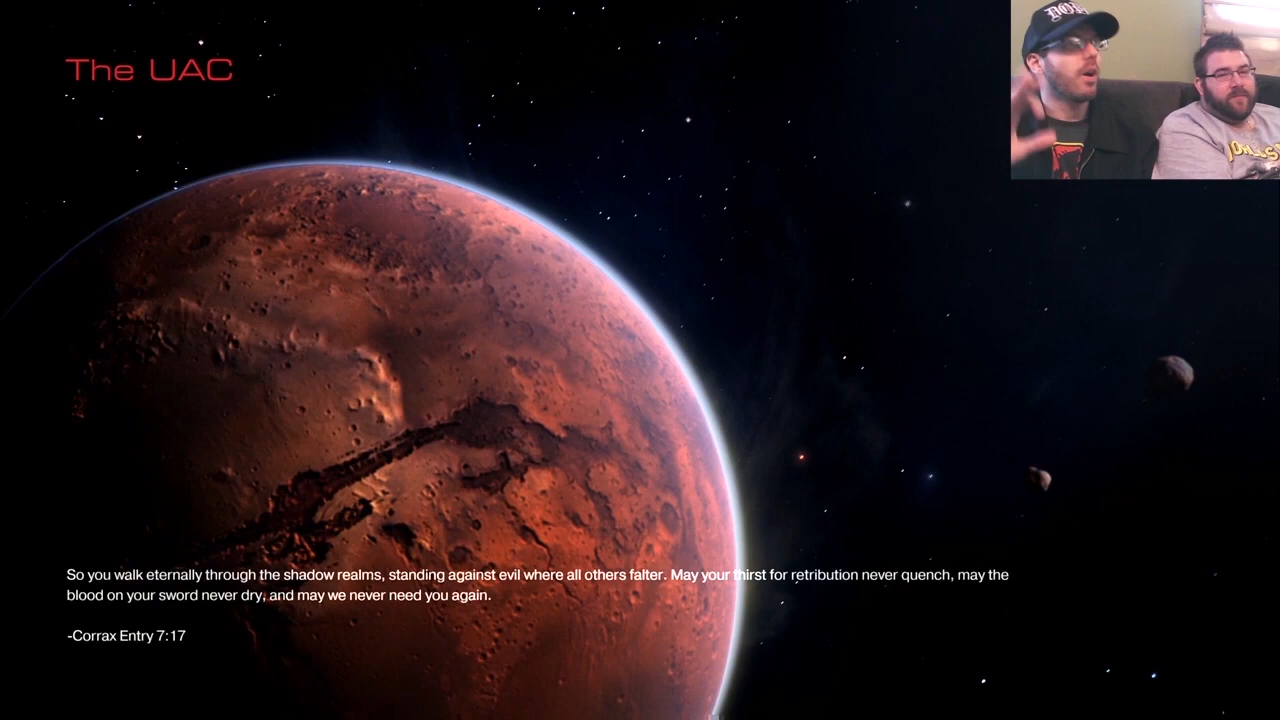 The UAC
So you walk eternally through the shadow realms, standing against evil where all others falter. May your thirst for retribution never quench, may the
blood on your sword never dry, and may we never need you again.
-Corrax Entry 7:17